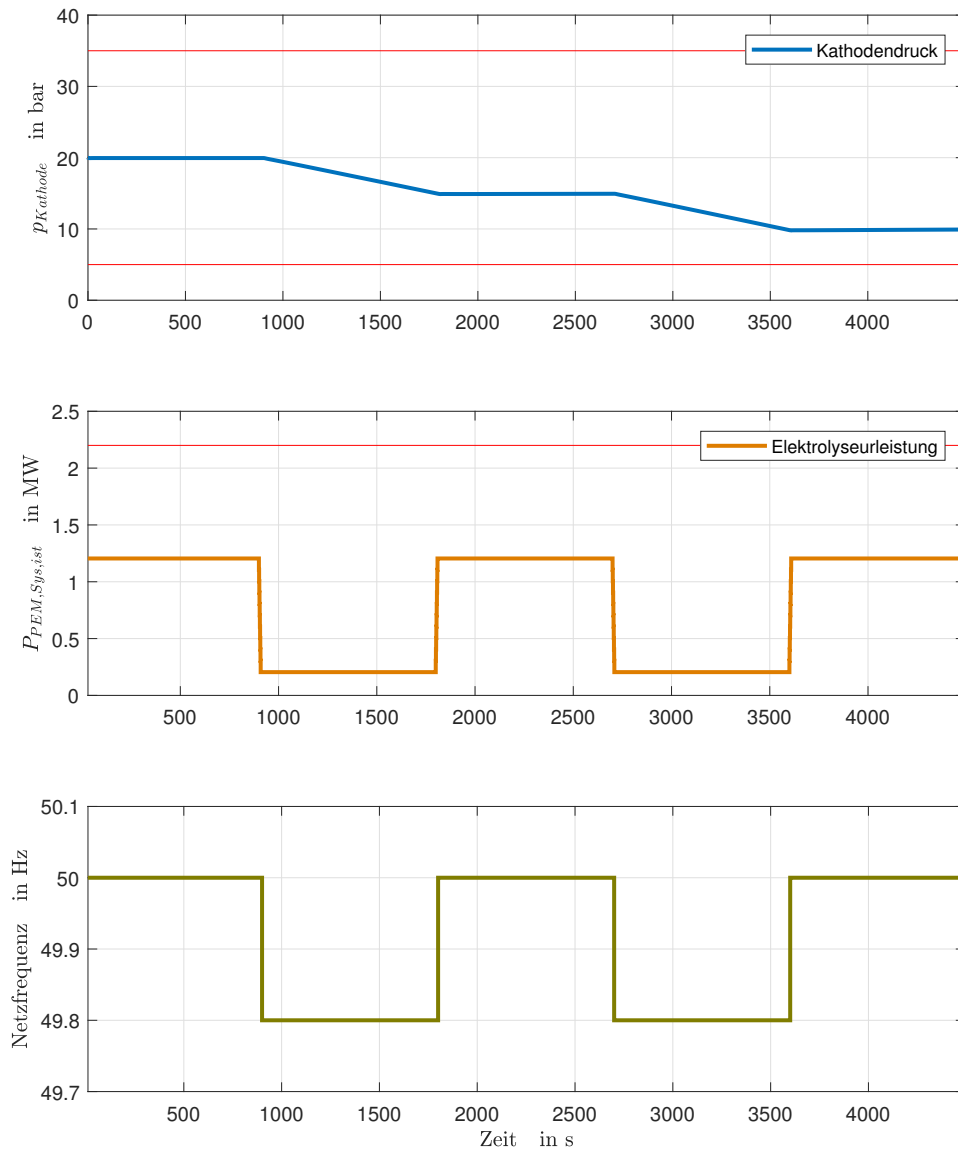 40
30
20
10
0
p_Kathode in bar
Kathodendruck
0 500 1000 1500 2000 2500 3000 3500 4000
2.5
2
1.5
1
0.5
0
P_PEM,Sys,ist in MW
Elektrolyseurleistung
500 1000 1500 2000 2500 3000 3500 4000
50.1
50
49.9
49.8
49.7
Netzfrequenz in Hz
500 1000 1500 2000 2500 3000 3500 4000
Zeit in s